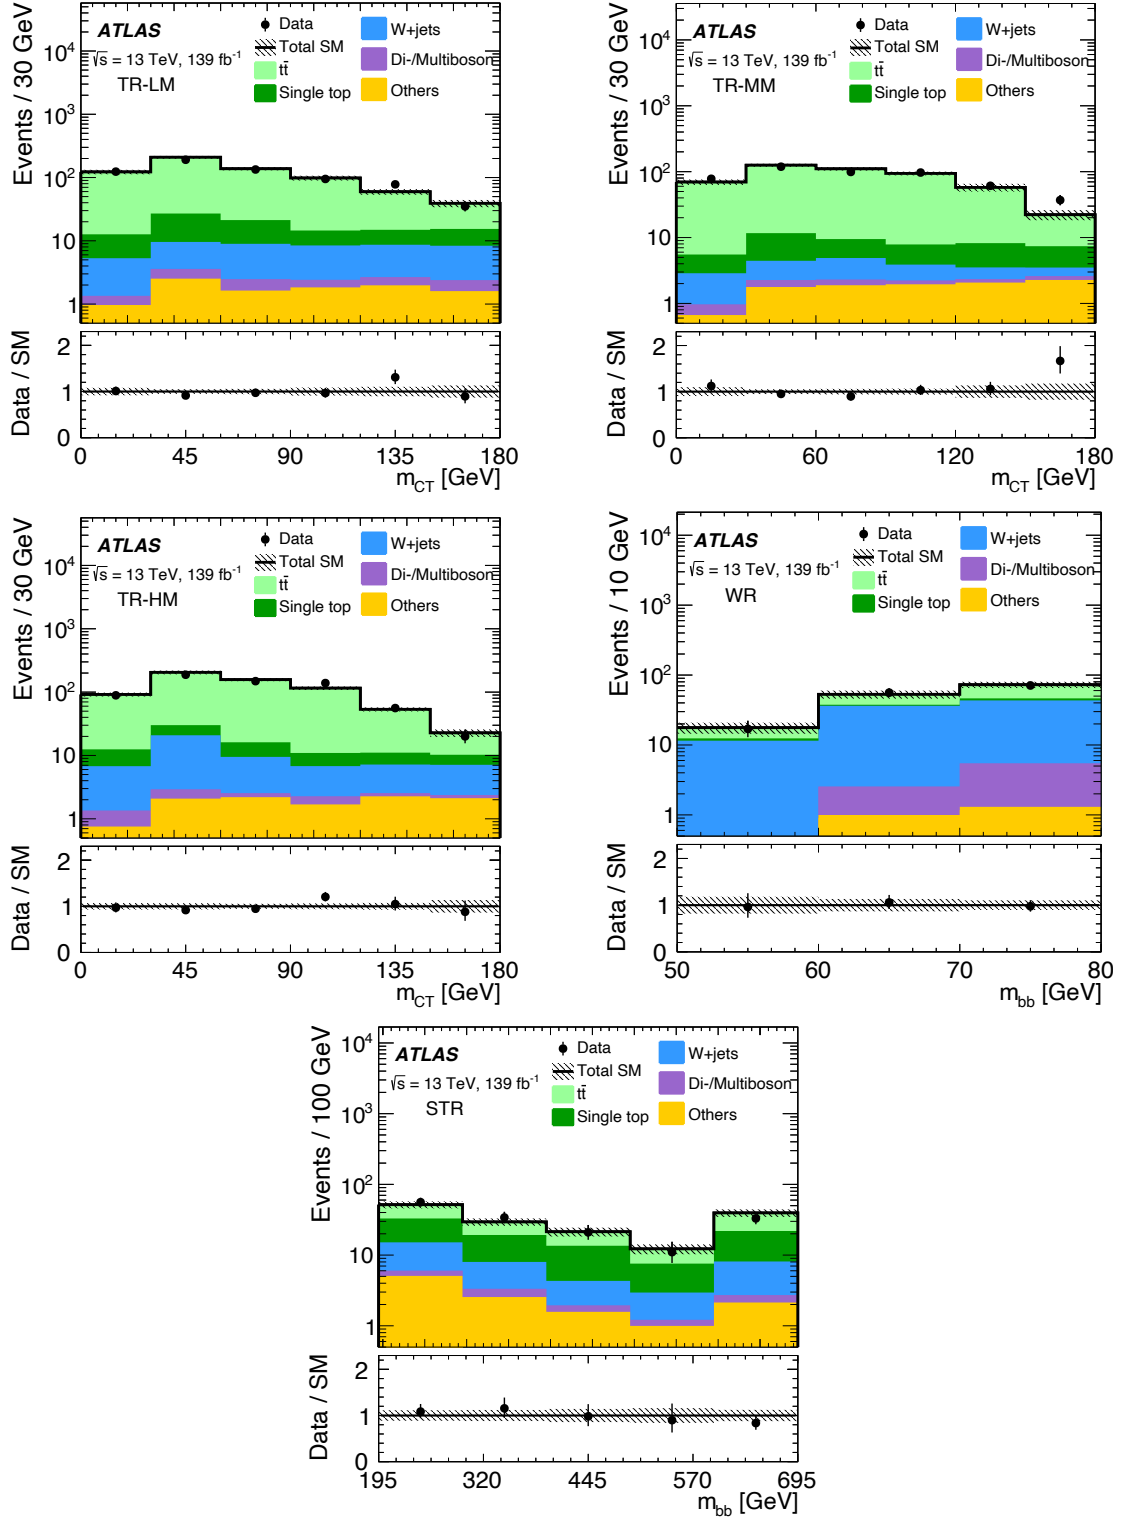 Events / 30 GeV
10⁴
10³
10²
10
1
ATLAS
√s = 13 TeV, 139 fb⁻¹
TR-LM
Data
Total SM
tt̄
Single top
W+jets
Di-/Multiboson
Others
Data / SM
2
1
0
0 45 90 135 180
m_CT [GeV]
Events / 30 GeV
10⁴
10³
10²
10
1
ATLAS
√s = 13 TeV, 139 fb⁻¹
TR-MM
Data
Total SM
tt̄
Single top
W+jets
Di-/Multiboson
Others
Data / SM
2
1
0
0 60 120 180
m_CT [GeV]
Events / 30 GeV
10⁴
10³
10²
10
1
ATLAS
√s = 13 TeV, 139 fb⁻¹
TR-HM
Data
Total SM
tt̄
Single top
W+jets
Di-/Multiboson
Others
Data / SM
2
1
0
0 45 90 135 180
m_CT [GeV]
Events / 10 GeV
10⁴
10³
10²
10
1
ATLAS
√s = 13 TeV, 139 fb⁻¹
WR
Data
Total SM
tt̄
Single top
W+jets
Di-/Multiboson
Others
Data / SM
2
1
0
50 60 70 80
m_bb [GeV]
Events / 100 GeV
10⁴
10³
10²
10
1
ATLAS
√s = 13 TeV, 139 fb⁻¹
STR
Data
Total SM
tt̄
Single top
W+jets
Di-/Multiboson
Others
Data / SM
2
1
0
195 320 445 570 695
m_bb [GeV]